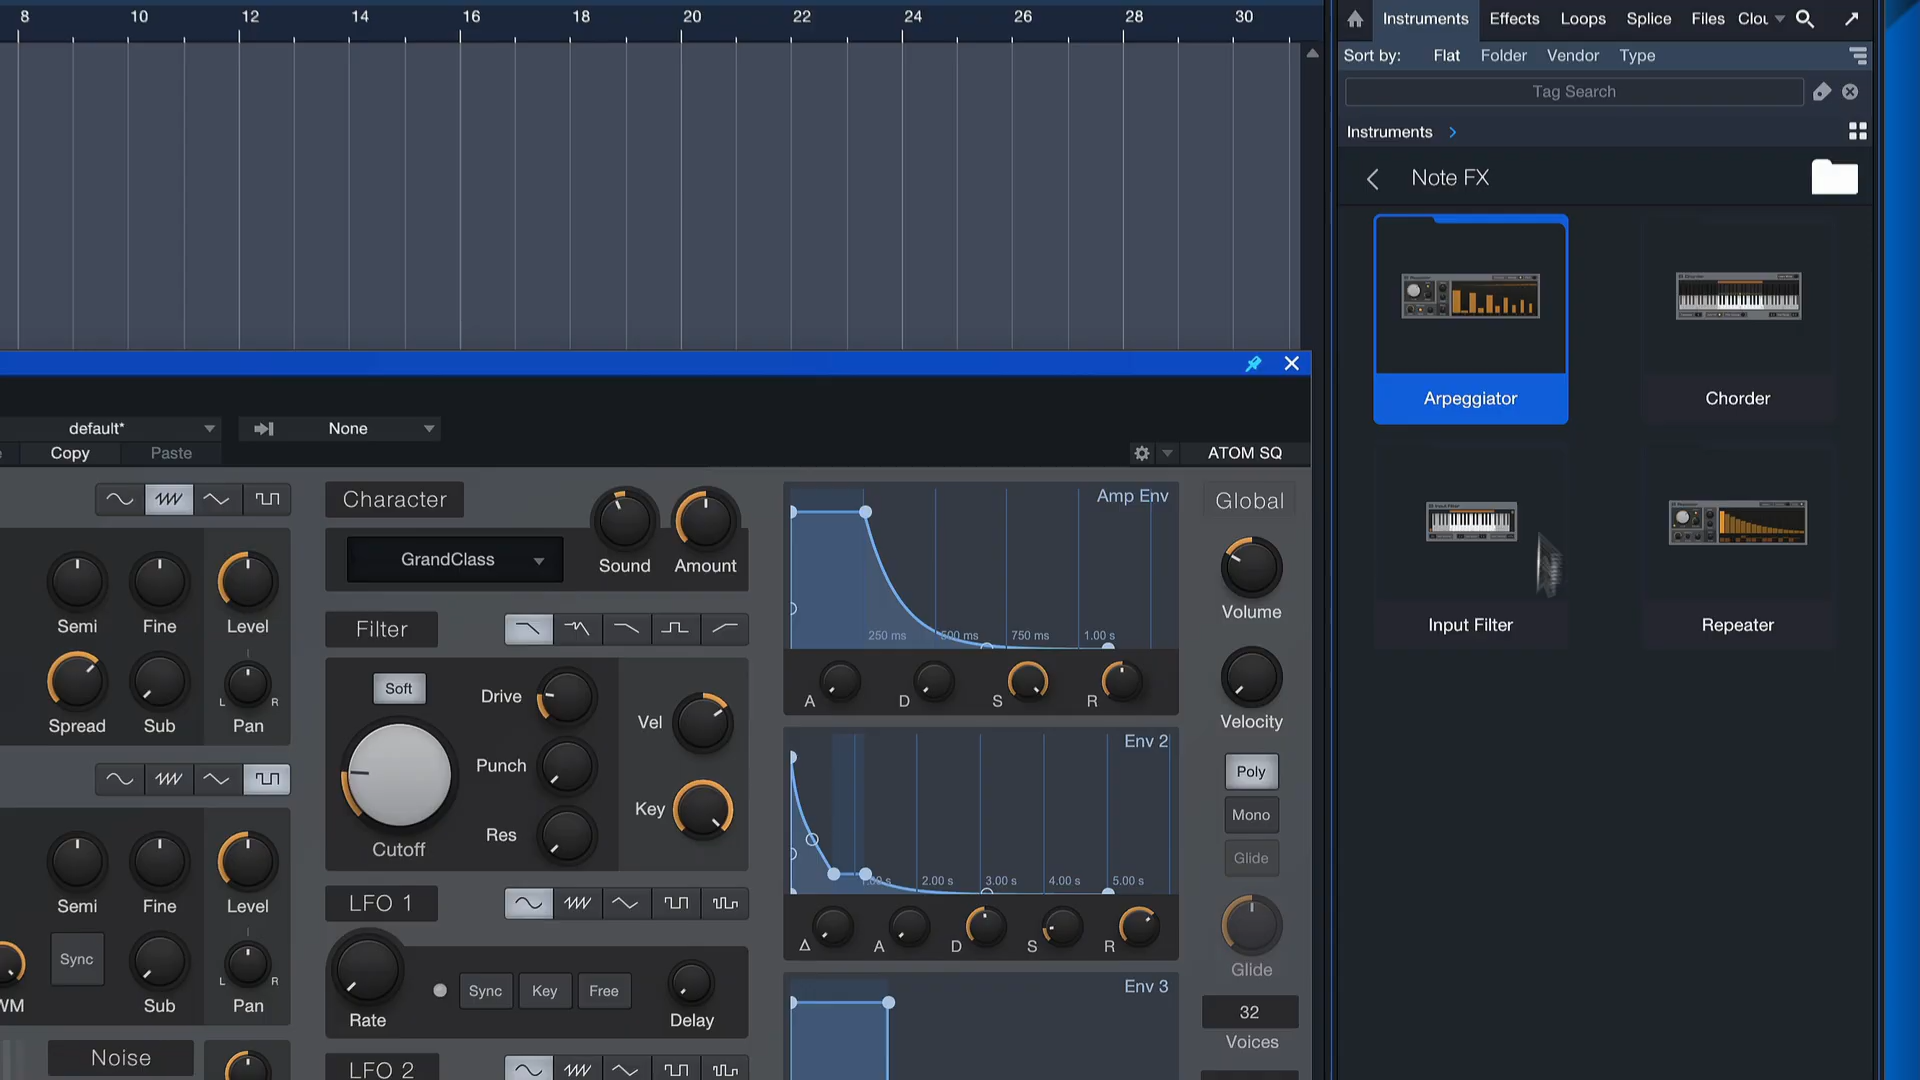 8 10 12 14 16 18 20 22 24 26 28 30
Instruments Effects Loops Splice Files Clou
Sort by: Flat Folder Vendor Type
Tag Search
Instruments
Note FX
Arpeggiator
Chorder
Input Filter
Repeater
default*
None
Copy
Paste
ATOM SQ
Semi
Fine
Level
Spread
Sub
L
R
Pan
Semi
Fine
Level
Sync
Sub
L
R
Pan
Noise
Character
GrandClass
Sound
Amount
Filter
Soft
Cutoff
Drive
Punch
Res
Vel
Key
LFO 1
Rate
Sync
Key
Free
Delay
LFO 2
Amp Env
250 ms 500 ms 750 ms 1.00 s
A D S R
Env 2
1.00 s 2.00 s 3.00 s 4.00 s 5.00 s
Δ A D S R
Env 3
Global
Volume
Velocity
Poly
Mono
Glide
Glide
32
Voices